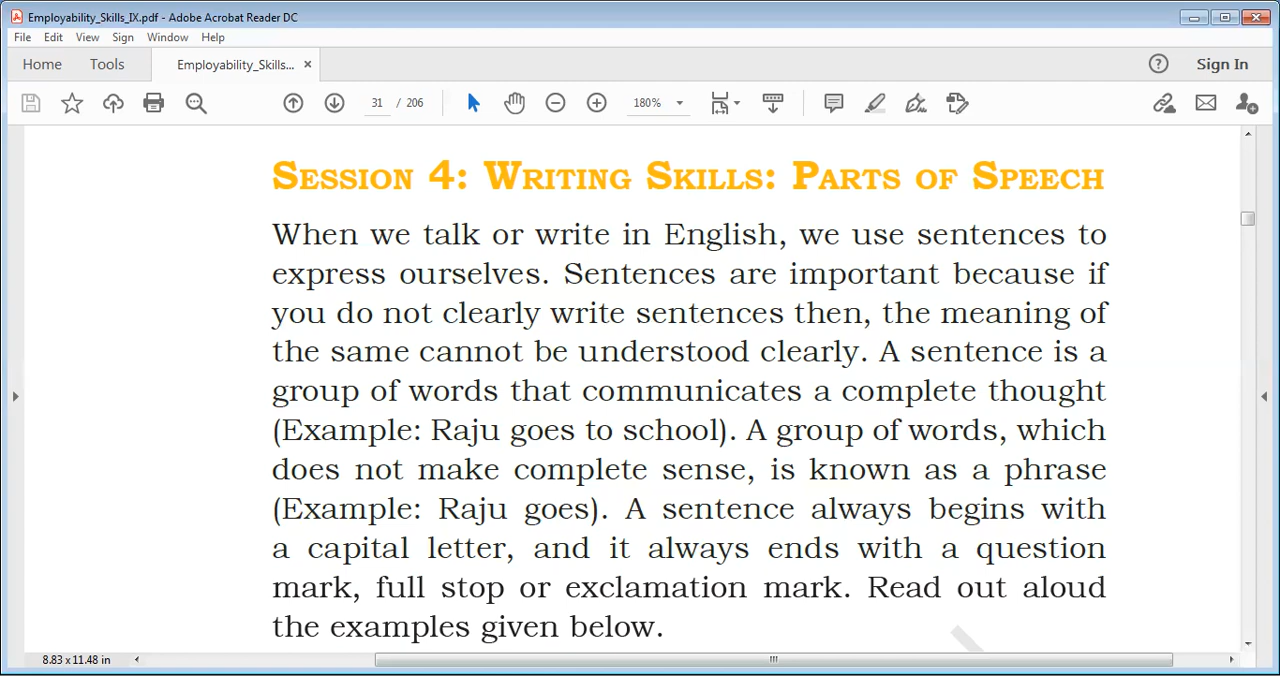 Employability_Skills_IX.pdf - Adobe Acrobat Reader DC
File Edit View Sign Window Help
Home Tools Employability_Skills... × Sign In
31 / 206 180%
SESSION 4: WRITING SKILLS: PARTS OF SPEECH
When we talk or write in English, we use sentences to
express ourselves. Sentences are important because if
you do not clearly write sentences then, the meaning of
the same cannot be understood clearly. A sentence is a
group of words that communicates a complete thought
(Example: Raju goes to school). A group of words, which
does not make complete sense, is known as a phrase
(Example: Raju goes). A sentence always begins with
a capital letter, and it always ends with a question
mark, full stop or exclamation mark. Read out aloud
the examples given below.
8.83 x 11.48 in